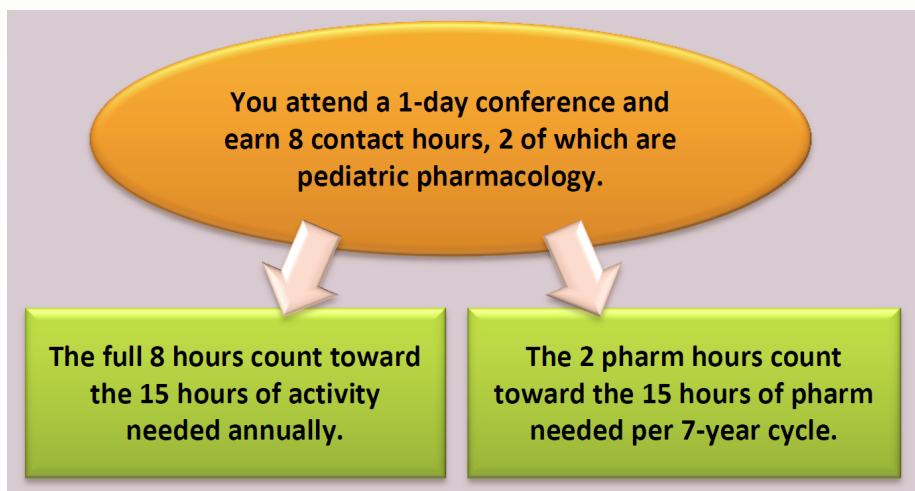 You attend a 1-day conference and
earn 8 contact hours, 2 of which are
pediatric pharmacology.
The full 8 hours count toward
the 15 hours of activity
needed annually.
The 2 pharm hours count
toward the 15 hours of pharm
needed per 7-year cycle.